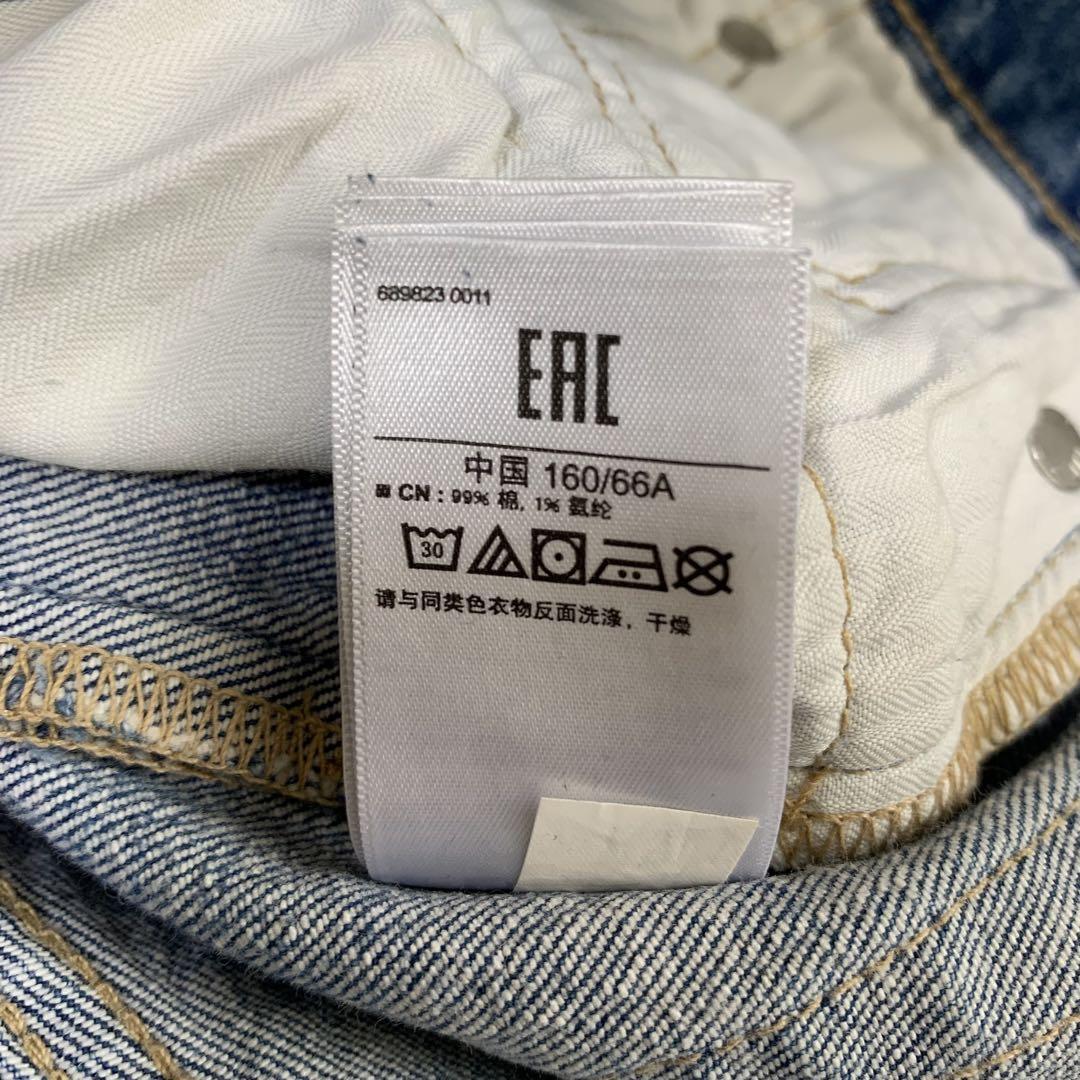 689823 0011
EAC
中国 160/66A
CN : 99% 棉, 1% 氨纶
30
请与同类色衣物反面洗涤，干燥